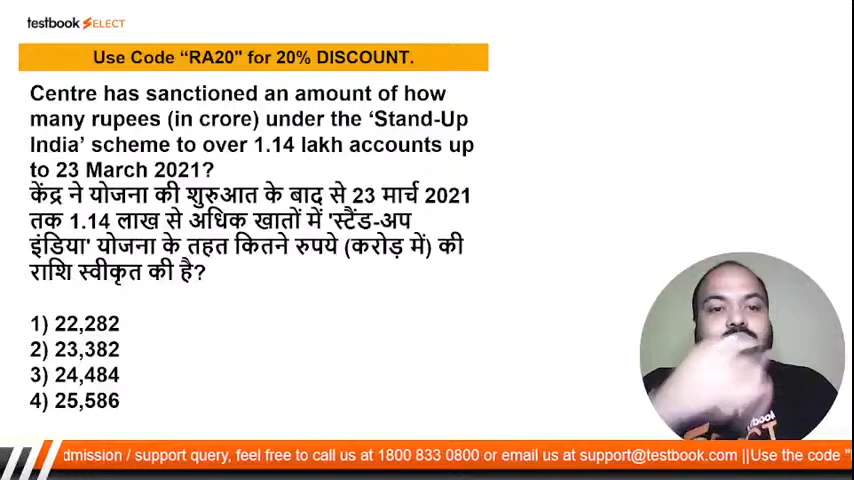 testbook SELECT
Use Code “RA20" for 20% DISCOUNT.
Centre has sanctioned an amount of how
many rupees (in crore) under the ‘Stand-Up
India’ scheme to over 1.14 lakh accounts up
to 23 March 2021?
केंद्र ने योजना की शुरुआत के बाद से 23 मार्च 2021
तक 1.14 लाख से अधिक खातों में 'स्टैंड-अप
इंडिया' योजना के तहत कितने रुपये (करोड़ में) की
राशि स्वीकृत की है?
1) 22,282
2) 23,382
3) 24,484
4) 25,586
dmission / support query, feel free to call us at 1800 833 0800 or email us at support@testbook.com ||Use the code "